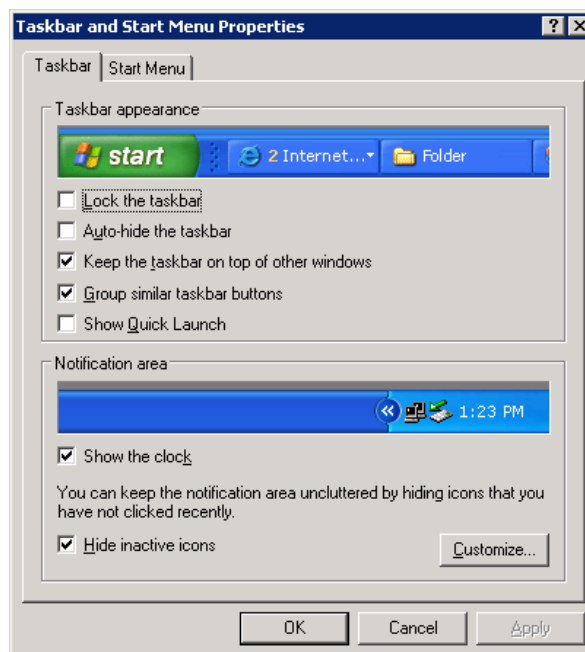 Taskbar and Start Menu Properties
Taskbar
Start Menu
Taskbar appearance
start
2 Internet...
Folder
Lock the taskbar
Auto-hide the taskbar
Keep the taskbar on top of other windows
Group similar taskbar buttons
Show Quick Launch
Notification area
1:23 PM
Show the clock
You can keep the notification area uncluttered by hiding icons that you
have not clicked recently.
Hide inactive icons
Customize...
OK
Cancel
Apply